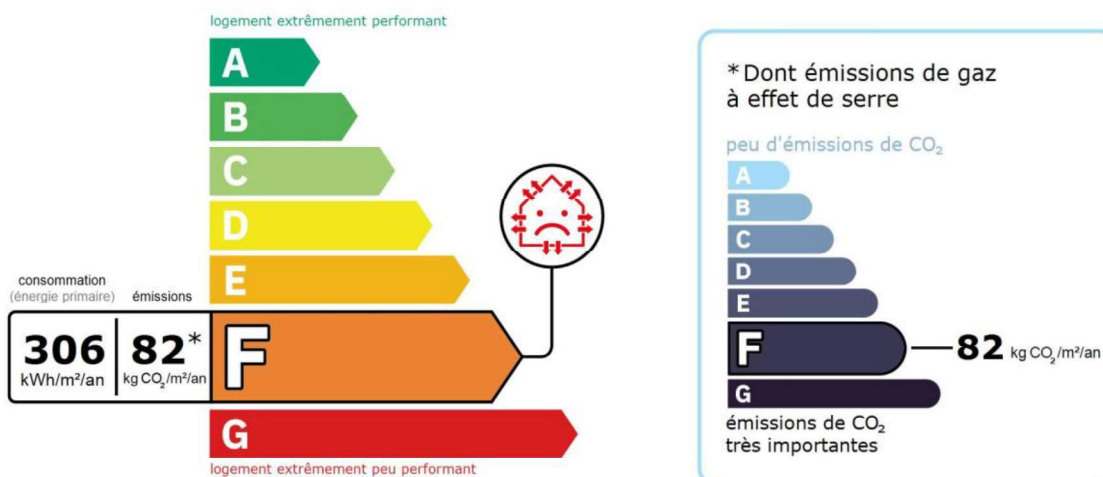 logement extrêmement performant
A
B
C
D
E
consommation
(énergie primaire)
émissions
306
kWh/m²/an
82*
kg CO₂/m²/an
F
G
logement extrêmement peu performant
*Dont émissions de gaz
à effet de serre
peu d'émissions de CO₂
A
B
C
D
E
F
82 kg CO₂/m²/an
G
émissions de CO₂
très importantes